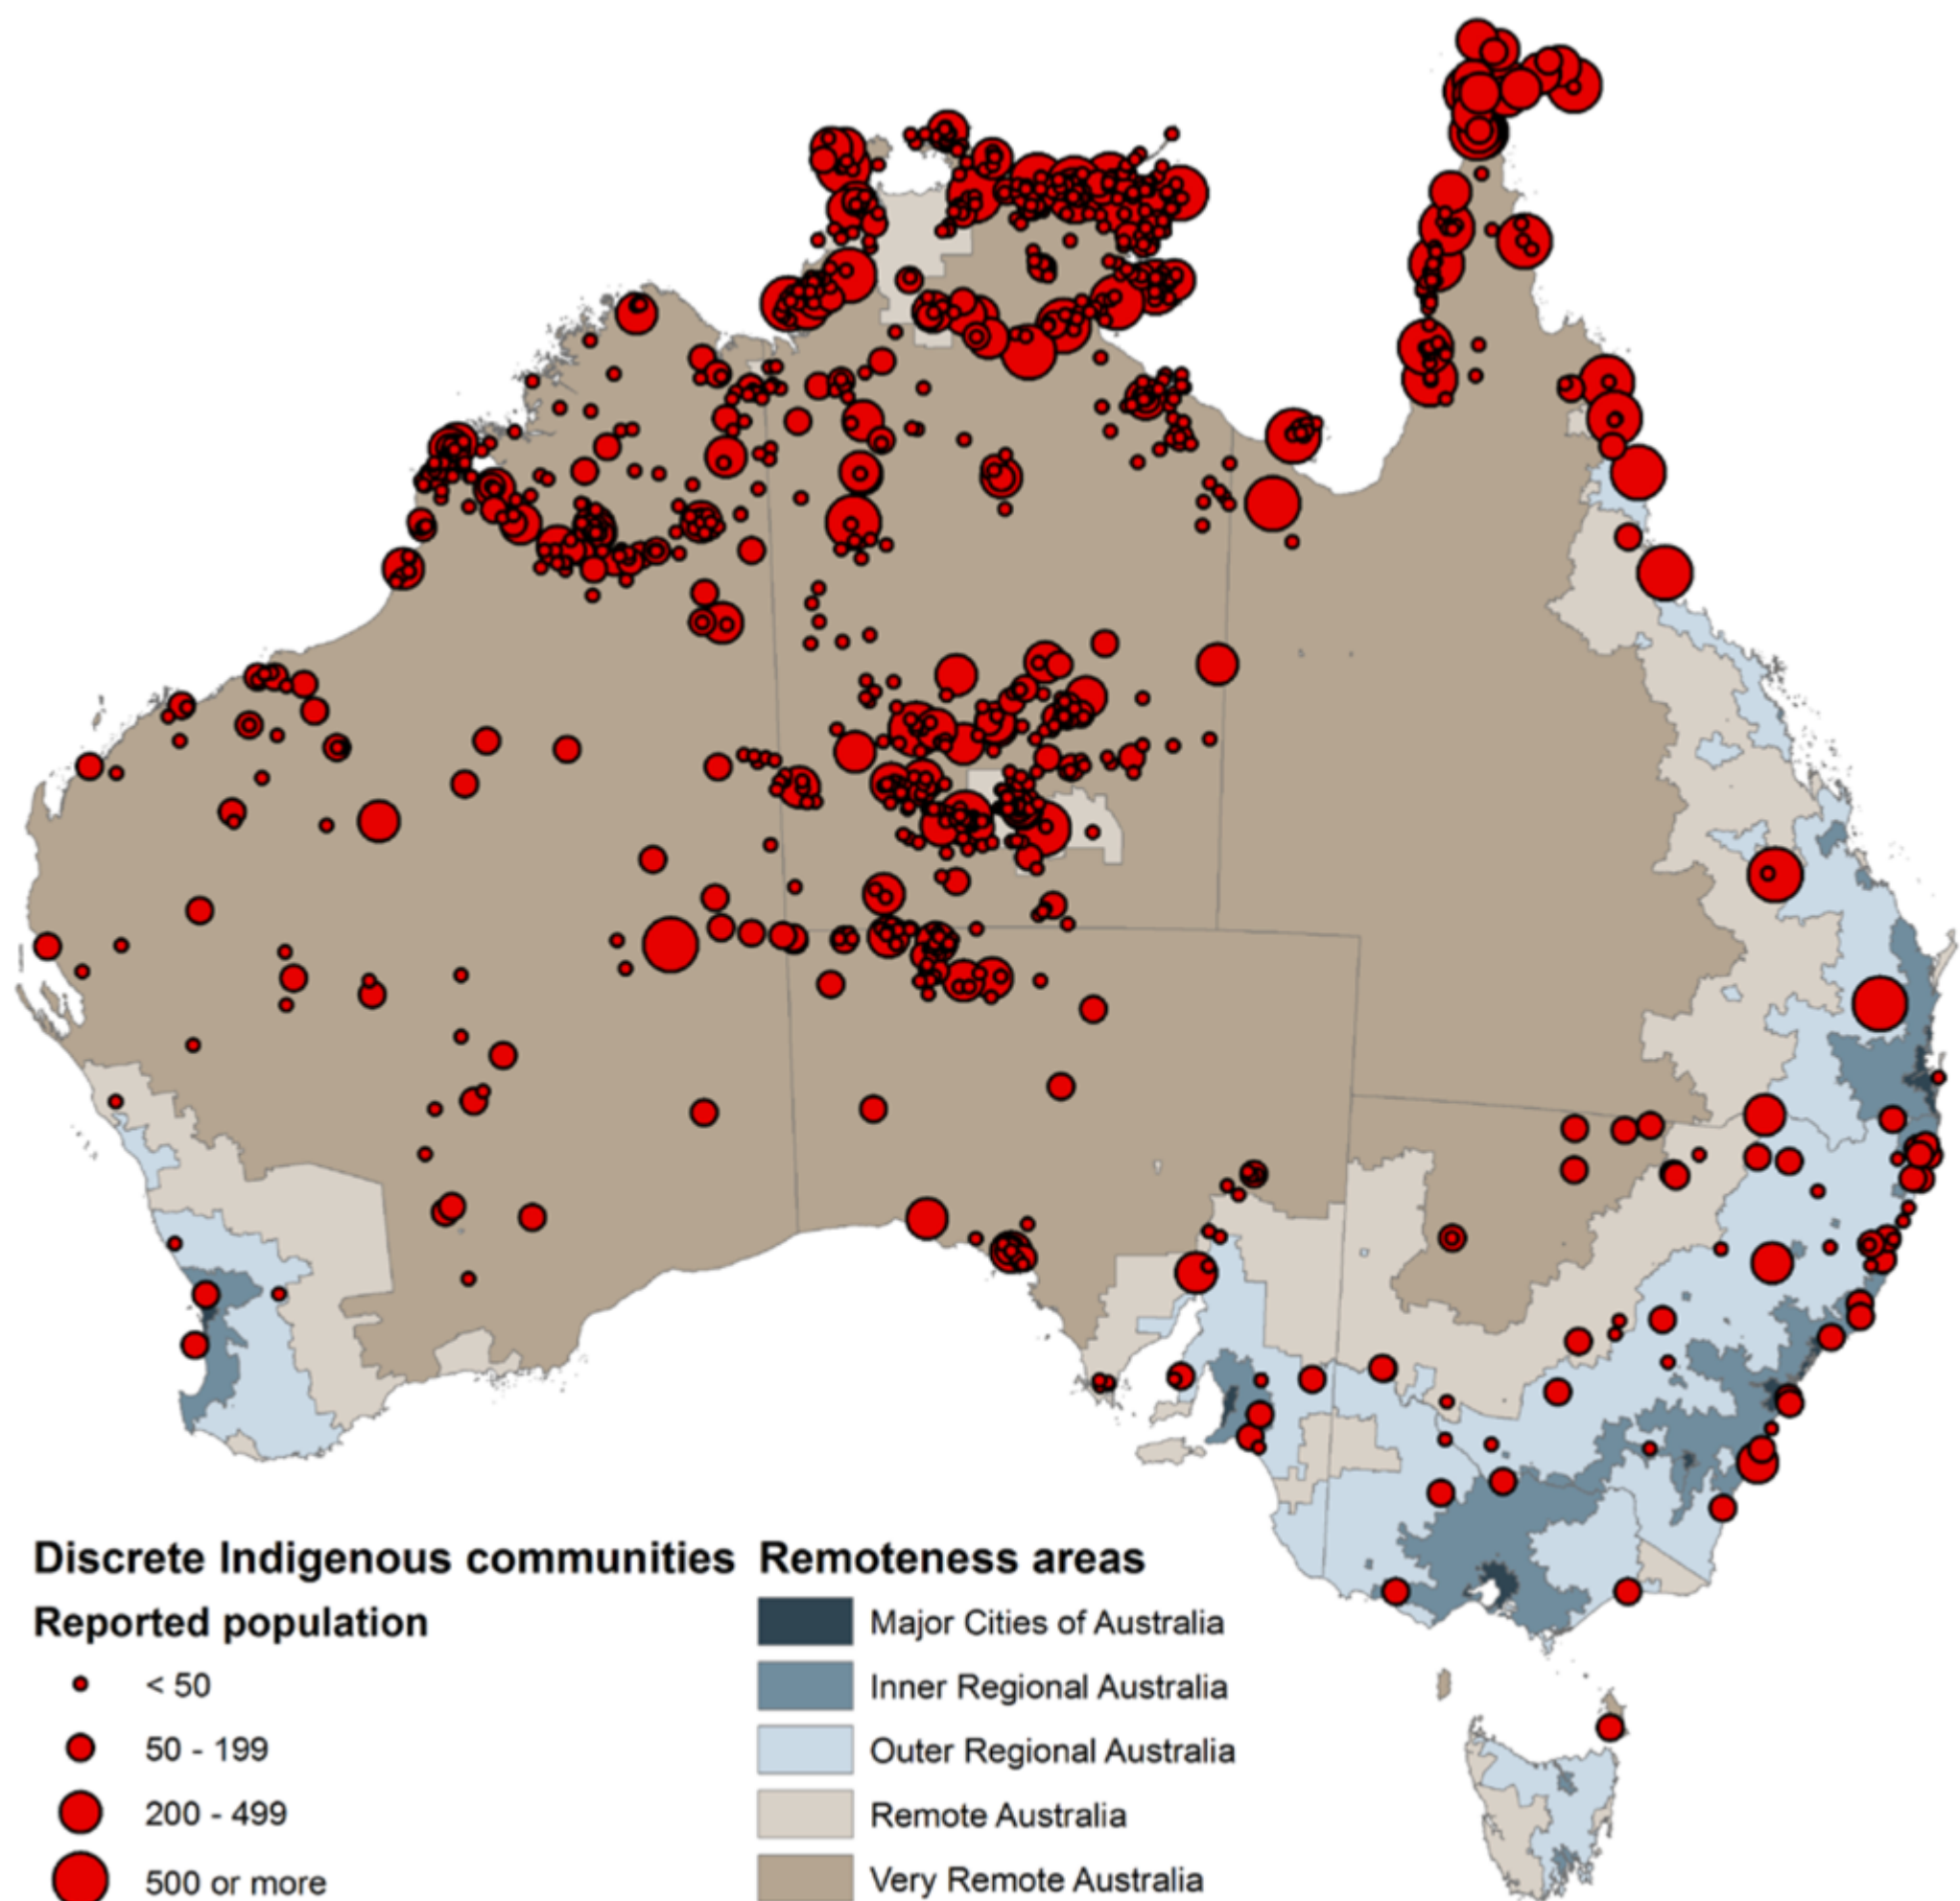 Discrete Indigenous communities
Reported population
< 50
50 - 199
200 - 499
500 or more
Remoteness areas
Major Cities of Australia
Inner Regional Australia
Outer Regional Australia
Remote Australia
Very Remote Australia